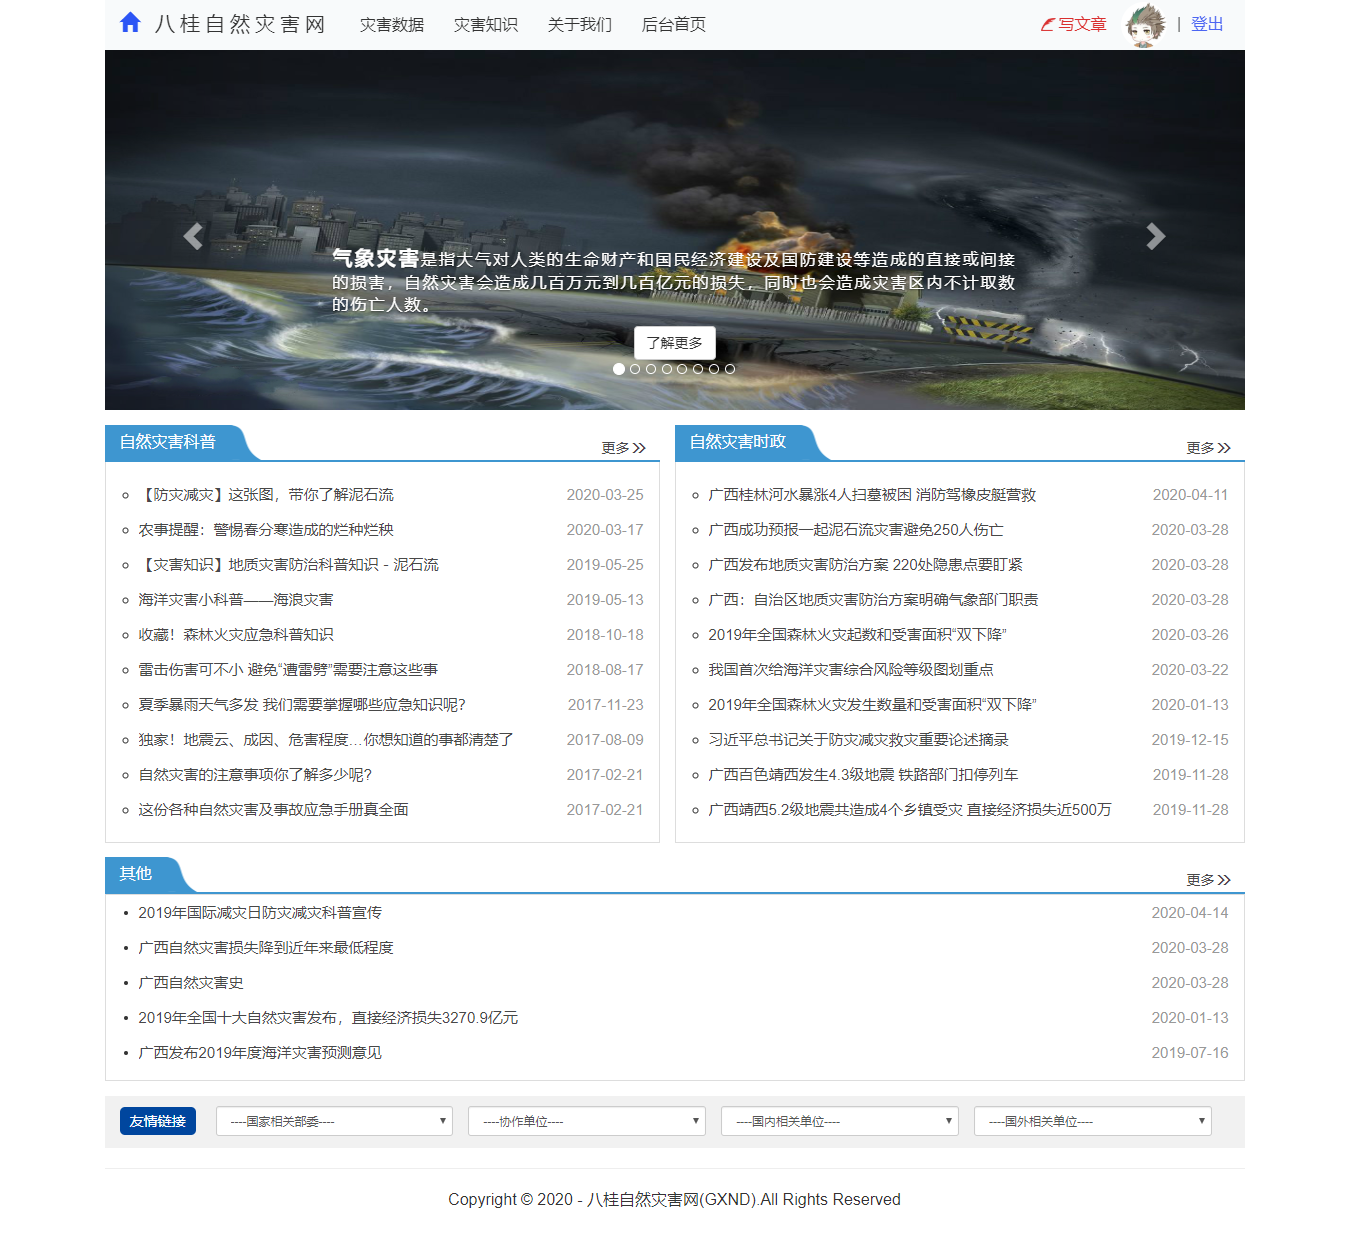 八桂自然灾害网 灾害数据 灾害知识 关于我们 后台首页 写文章 | 登出
气象灾害是指大气对人类的生命财产和国民经济建设及国防建设等造成的直接或间接
的损害，自然灾害会造成几百万元到几百亿元的损失，同时也会造成灾害区内不计取数
的伤亡人数。
了解更多
自然灾害科普 更多
【防灾减灾】这张图，带你了解泥石流 2020-03-25
农事提醒：警惕春分寒造成的烂种烂秧 2020-03-17
【灾害知识】地质灾害防治科普知识 - 泥石流 2019-05-25
海洋灾害小科普——海浪灾害 2019-05-13
收藏！森林火灾应急科普知识 2018-10-18
雷击伤害可不小 避免“遭雷劈”需要注意这些事 2018-08-17
夏季暴雨天气多发 我们需要掌握哪些应急知识呢？ 2017-11-23
独家！地震云、成因、危害程度…你想知道的事都清楚了 2017-08-09
自然灾害的注意事项你了解多少呢？ 2017-02-21
这份各种自然灾害及事故应急手册真全面 2017-02-21
自然灾害时政 更多
广西桂林河水暴涨4人扫墓被困 消防驾橡皮艇营救 2020-04-11
广西成功预报一起泥石流灾害避免250人伤亡 2020-03-28
广西发布地质灾害防治方案 220处隐患点要盯紧 2020-03-28
广西：自治区地质灾害防治方案明确气象部门职责 2020-03-28
2019年全国森林火灾起数和受害面积“双下降” 2020-03-26
我国首次给海洋灾害综合风险等级图划重点 2020-03-22
2019年全国森林火灾发生数量和受害面积“双下降” 2020-01-13
习近平总书记关于防灾减灾救灾重要论述摘录 2019-12-15
广西百色靖西发生4.3级地震 铁路部门扣停列车 2019-11-28
广西靖西5.2级地震共造成4个乡镇受灾 直接经济损失近500万 2019-11-28
其他 更多
2019年国际减灾日防灾减灾科普宣传 2020-04-14
广西自然灾害损失降到近年来最低程度 2020-03-28
广西自然灾害史 2020-03-28
2019年全国十大自然灾害发布，直接经济损失3270.9亿元 2020-01-13
广西发布2019年度海洋灾害预测意见 2019-07-16
友情链接 ----国家相关部委---- ----协作单位---- ----国内相关单位---- ----国外相关单位----
Copyright © 2020 - 八桂自然灾害网(GXND).All Rights Reserved